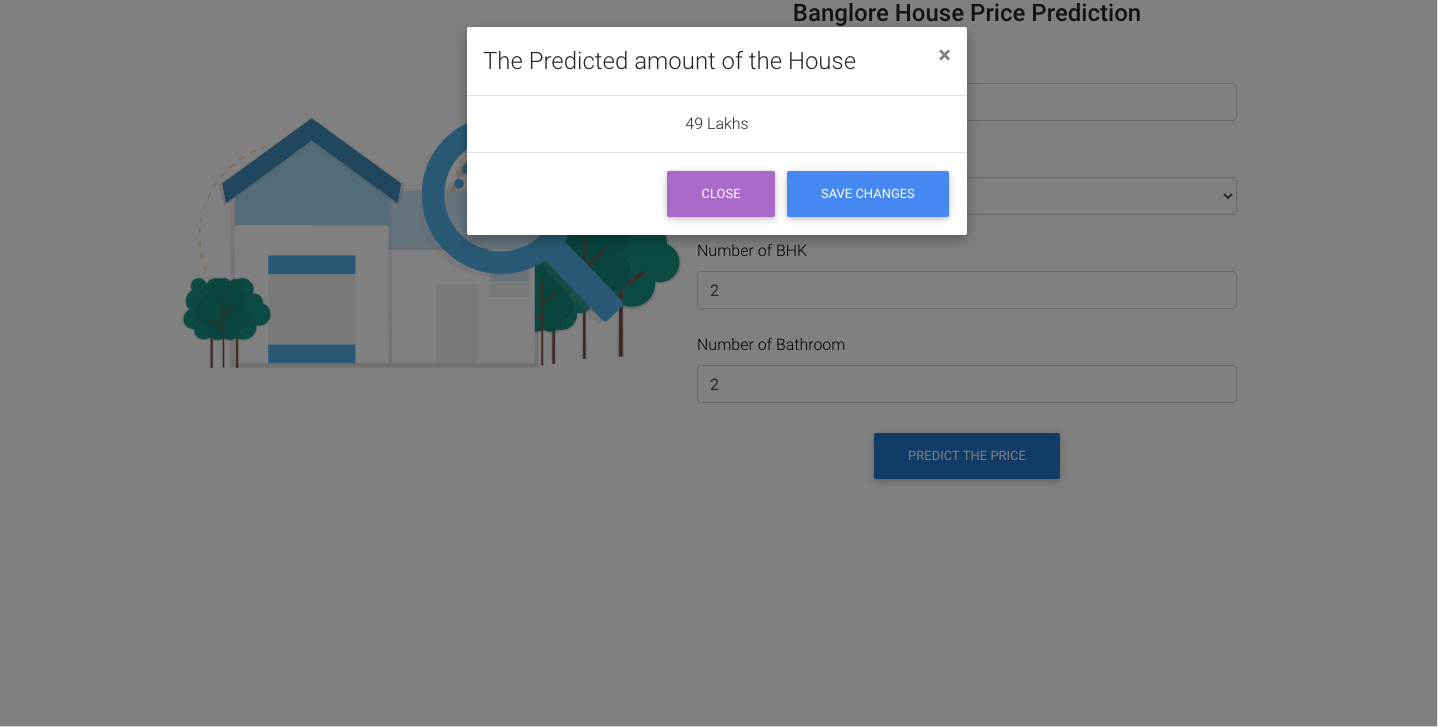 Banglore House Price Prediction
The Predicted amount of the House
×
49 Lakhs
CLOSE
SAVE CHANGES
Number of BHK
2
Number of Bathroom
2
PREDICT THE PRICE